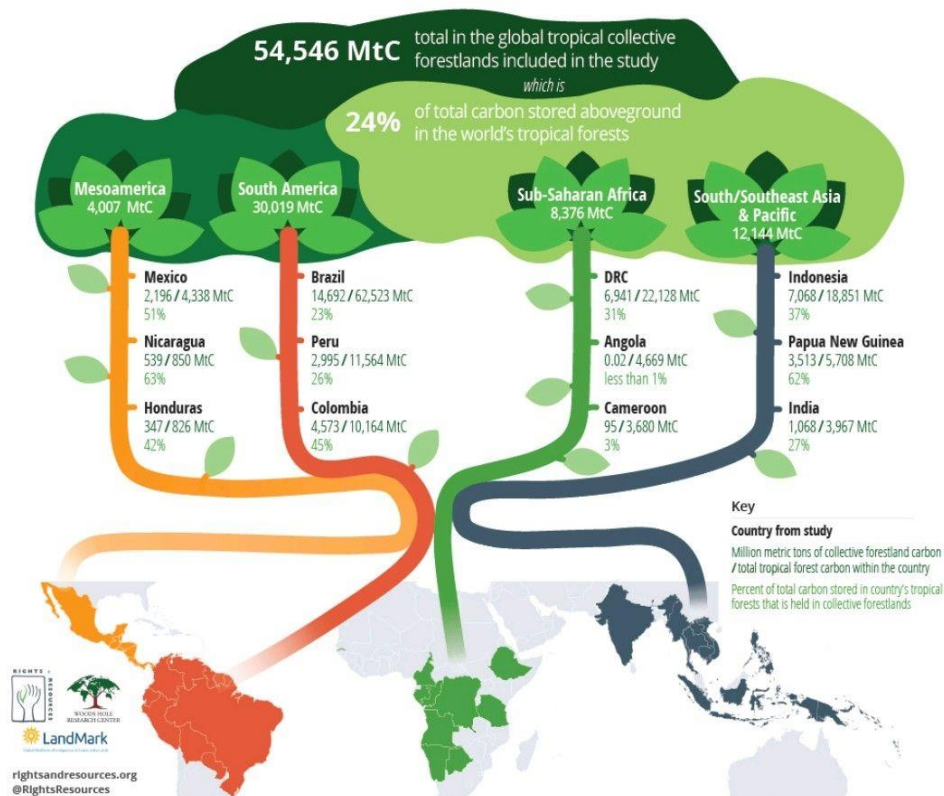 54,546 MtC
total in the global tropical collective
forestlands included in the study
which is
24%
of total carbon stored aboveground
in the world's tropical forests
Mesoamerica
4,007 MtC
South America
30,019 MtC
Sub-Saharan Africa
8,376 MtC
South/Southeast Asia
& Pacific
12,144 MtC
Mexico
2,196 / 4,338 MtC
51%
Nicaragua
539 / 850 MtC
63%
Honduras
347 / 826 MtC
42%
Brazil
14,692 / 62,523 MtC
23%
Peru
2,995 / 11,564 MtC
26%
Colombia
4,573 / 10,164 MtC
45%
DRC
6,941 / 22,128 MtC
31%
Angola
0.02 / 4,669 MtC
less than 1%
Cameroon
95 / 3,680 MtC
3%
Indonesia
7,068 / 18,851 MtC
37%
Papua New Guinea
3,513 / 5,708 MtC
62%
India
1,068 / 3,967 MtC
27%
Key
Country from study
Million metric tons of collective forestland carbon
/ total tropical forest carbon within the country
Percent of total carbon stored in country's tropical
forests that is held in collective forestlands
RIGHTS + RESOURCES
WOODS HOLE
RESEARCH CENTER
LandMark
rightsandresources.org
@RightsResources